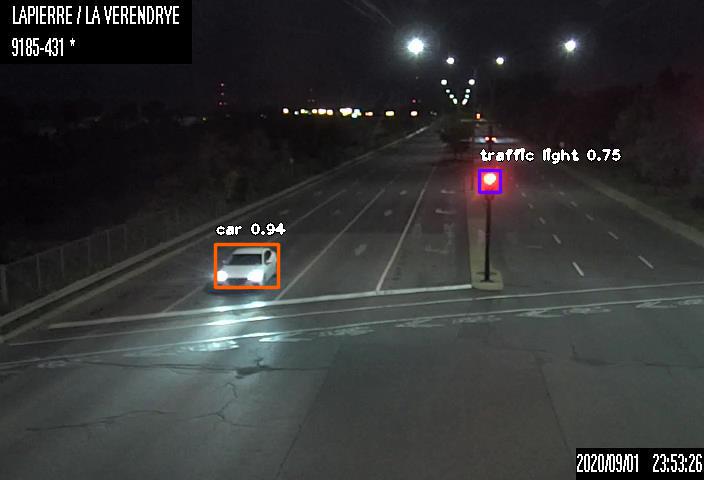 LAPIERRE / LA VERENDRYE
9185-431 *
traffic light 0.75
car 0.94
2020/09/01 23:53:26